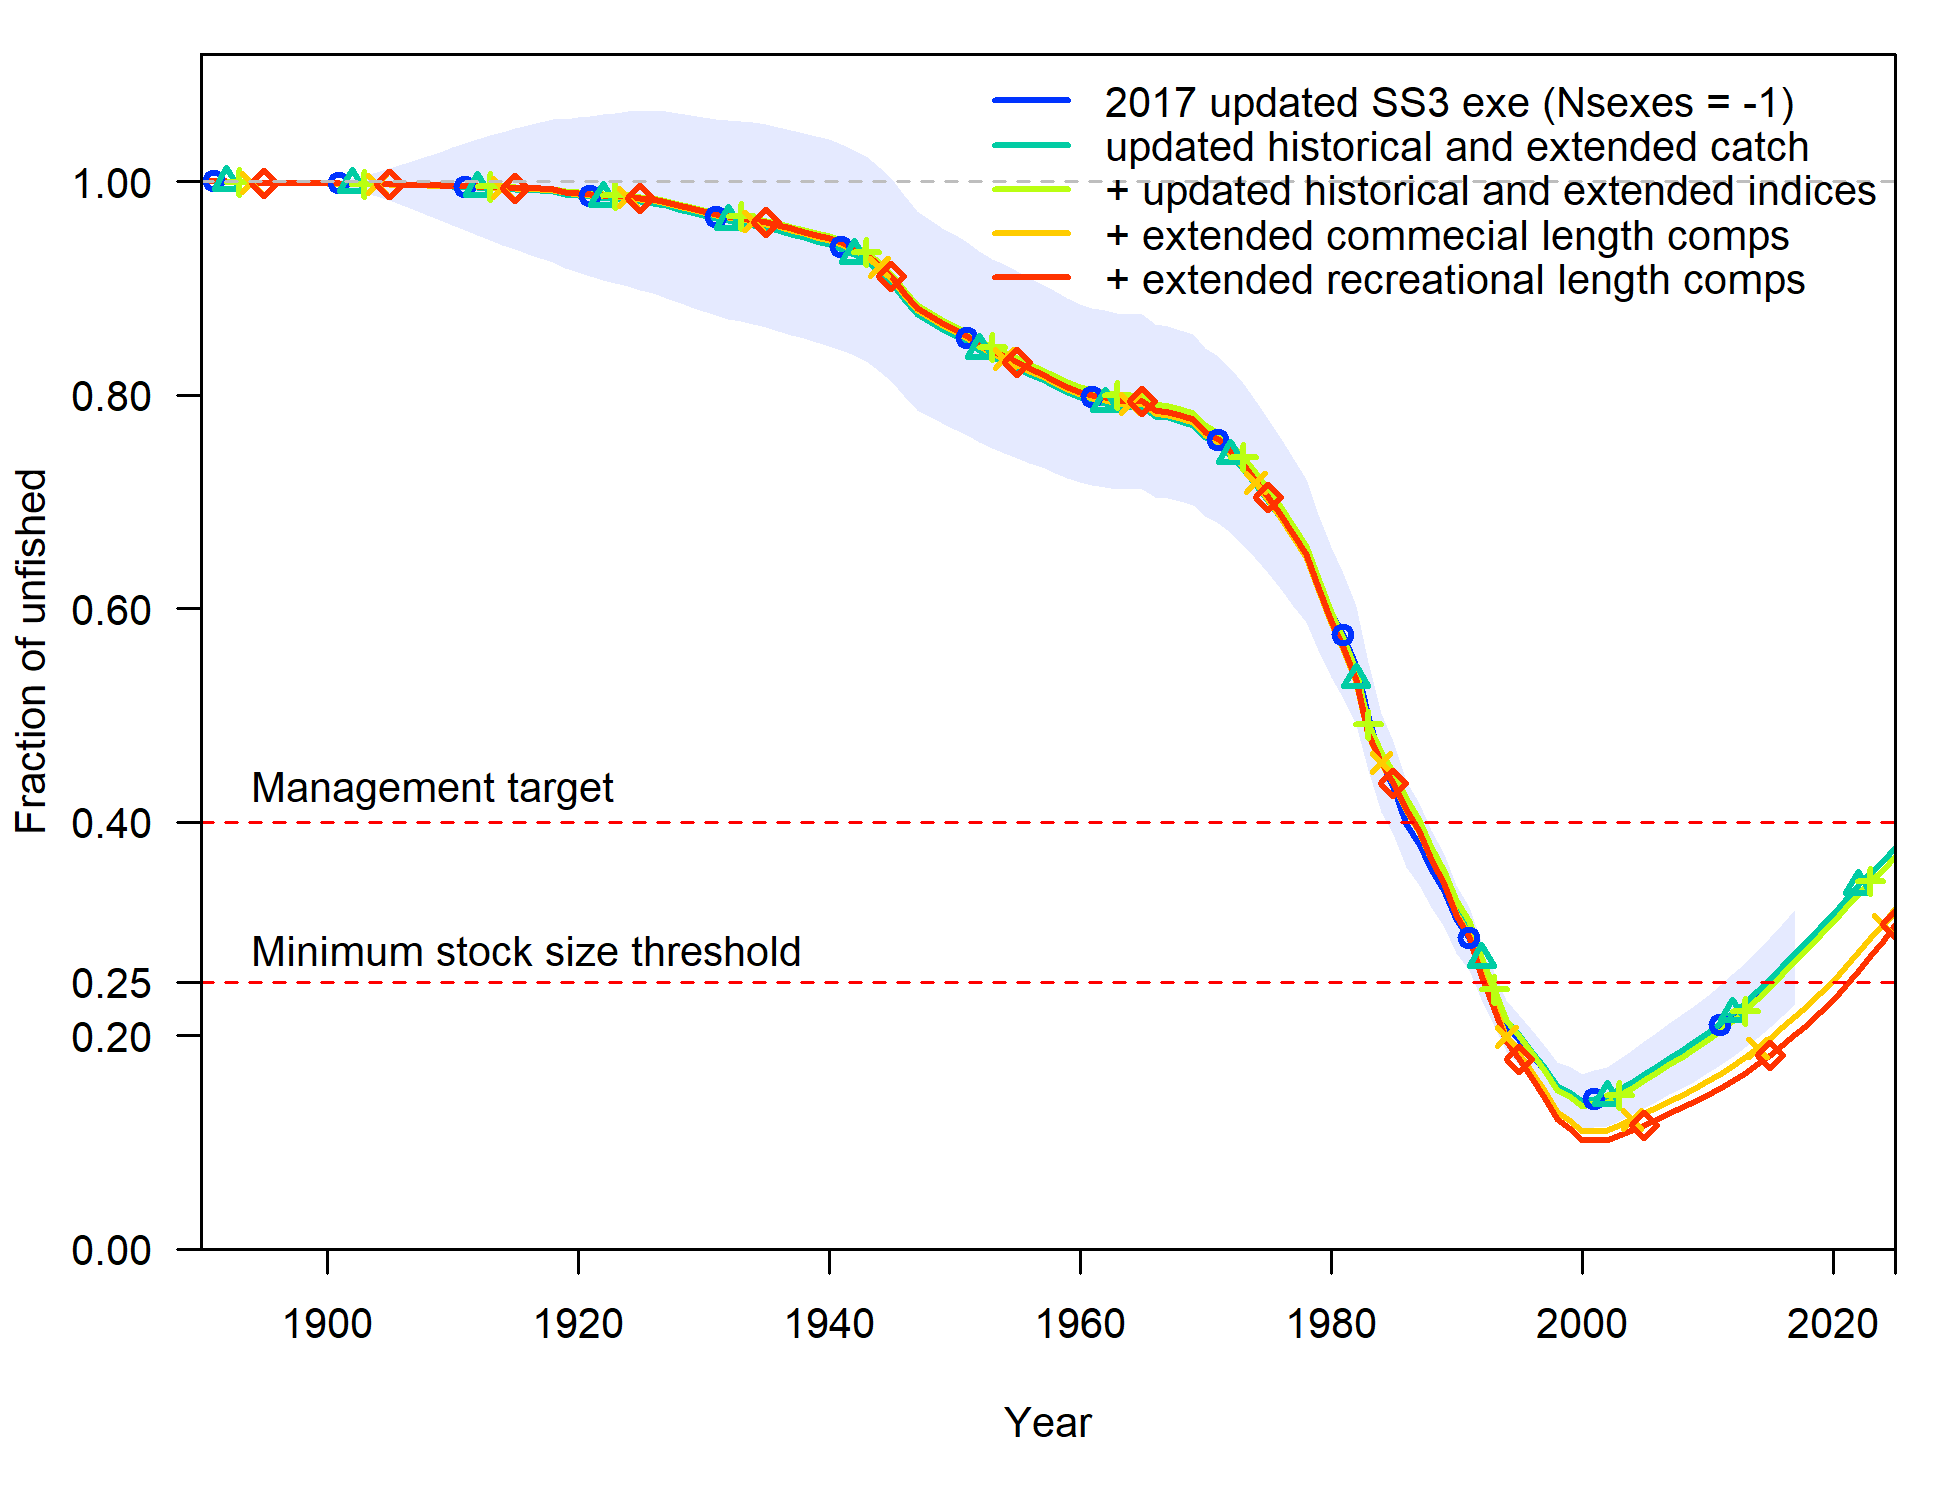 2017 updated SS3 exe (Nsexes = -1)
updated historical and extended catch
+ updated historical and extended indices
+ extended commecial length comps
+ extended recreational length comps
Fraction of unfished
1.00
0.80
0.60
0.40
0.25
0.20
0.00
Management target
Minimum stock size threshold
1900
1920
1940
1960
1980
2000
2020
Year